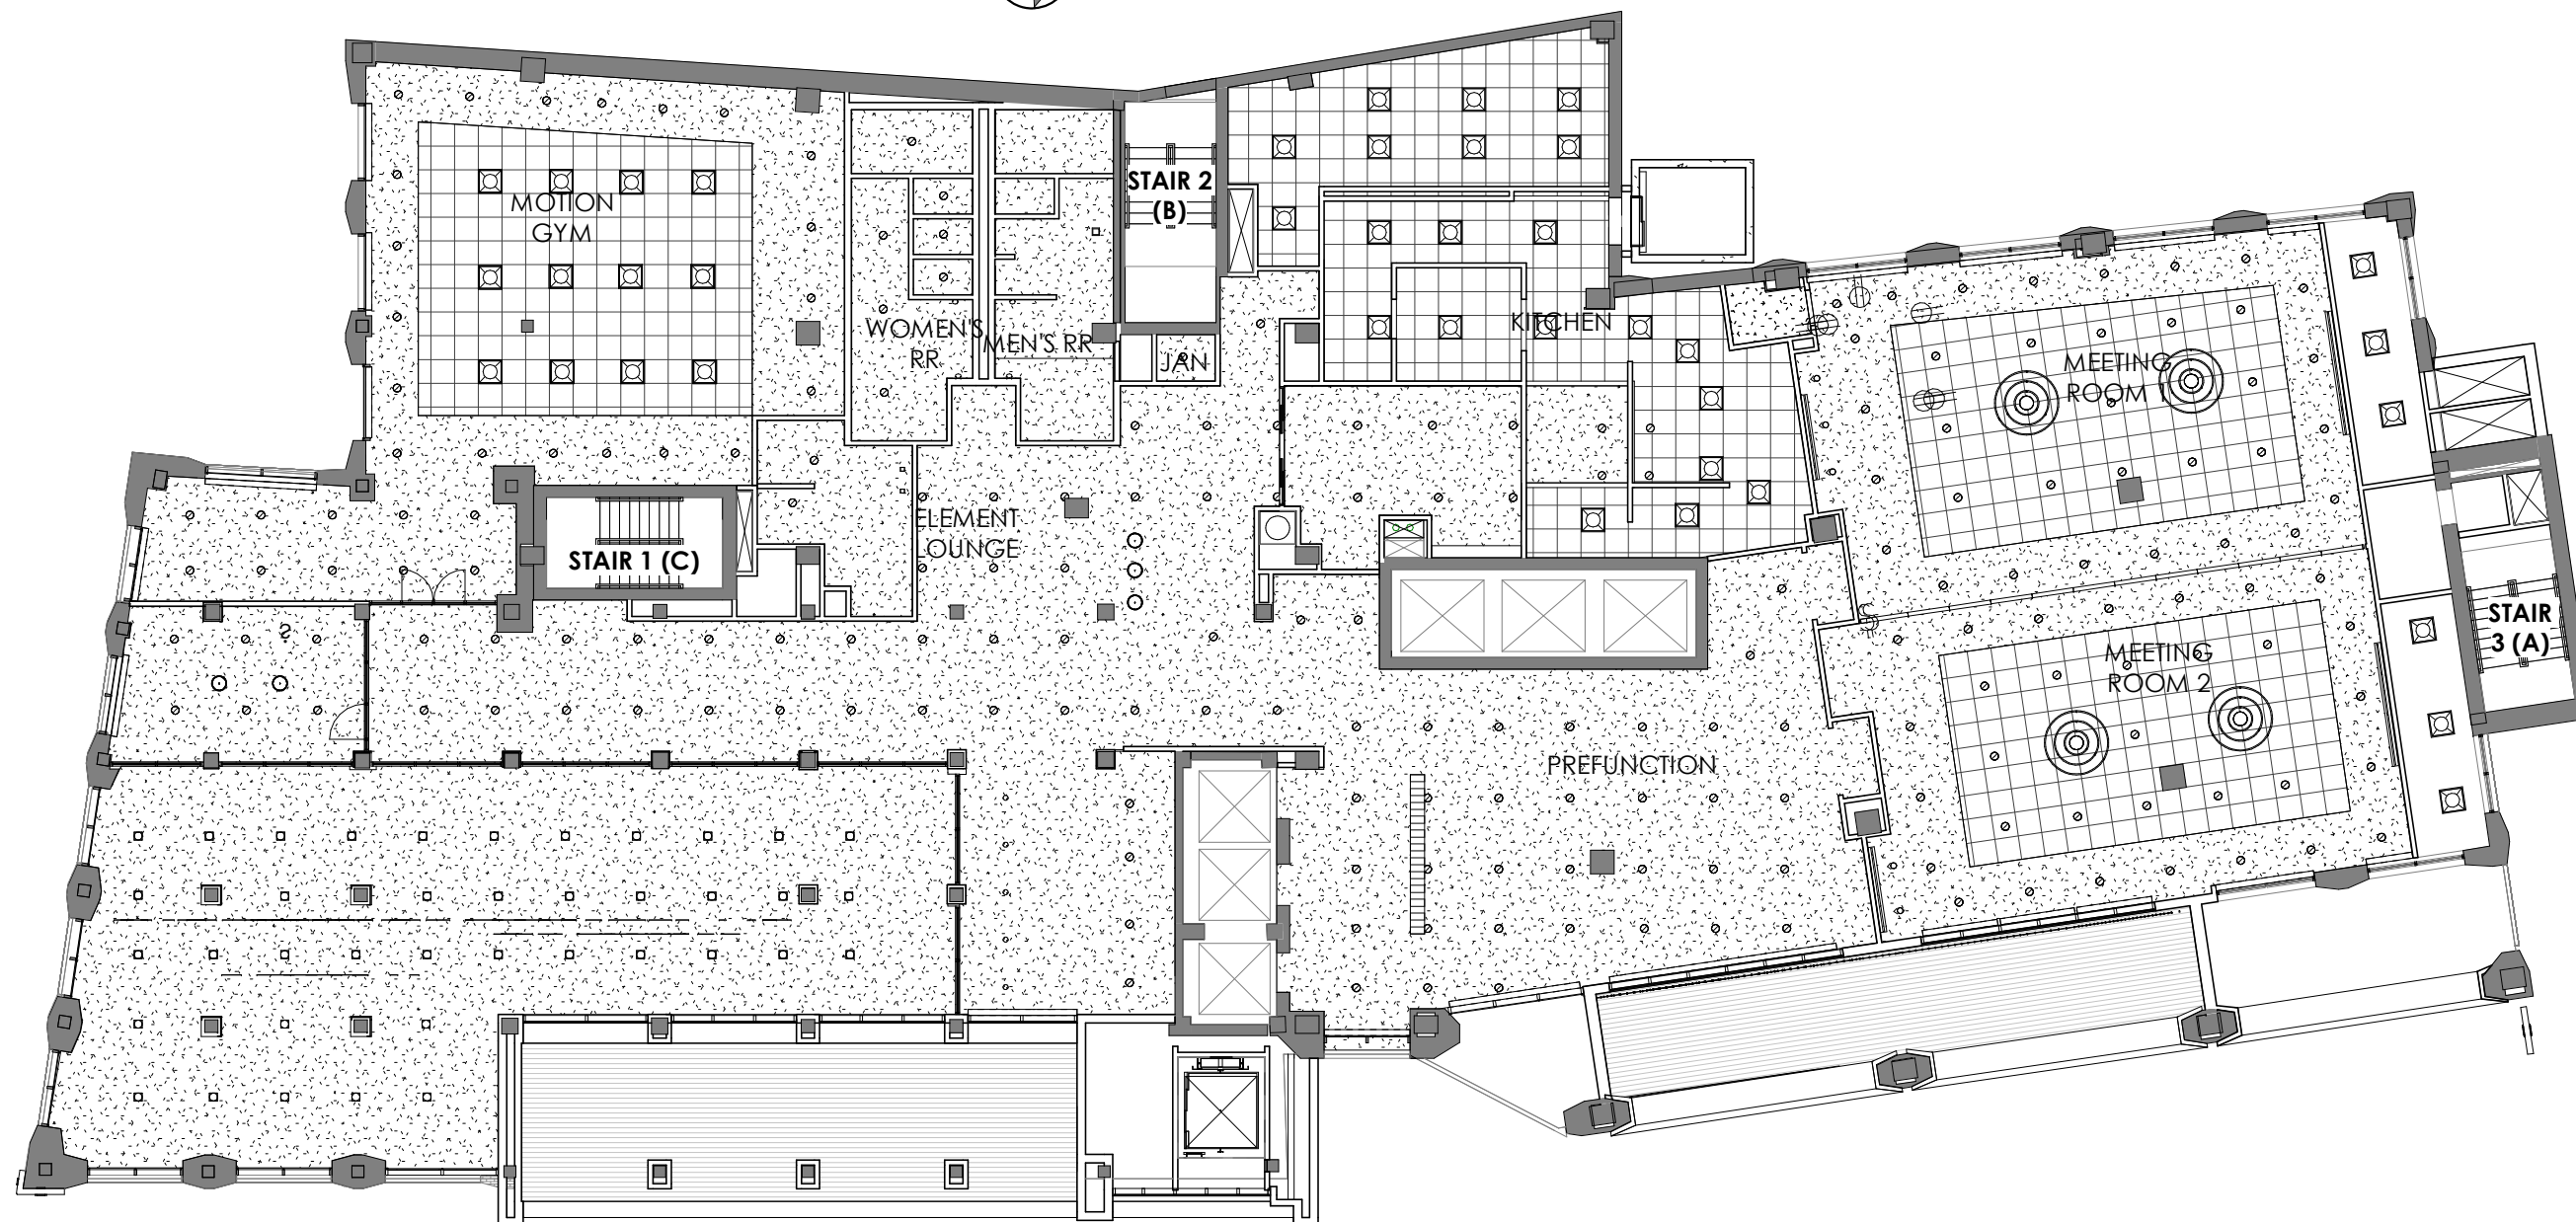 MOTION
GYM
STAIR 2
(B)
WOMEN'S
RR
MEN'S RR
JAN
KITCHEN
MEETING
ROOM 1
ELEMENT
LOUNGE
STAIR 1 (C)
?
STAIR
3 (A)
MEETING
ROOM 2
PREFUNCTION